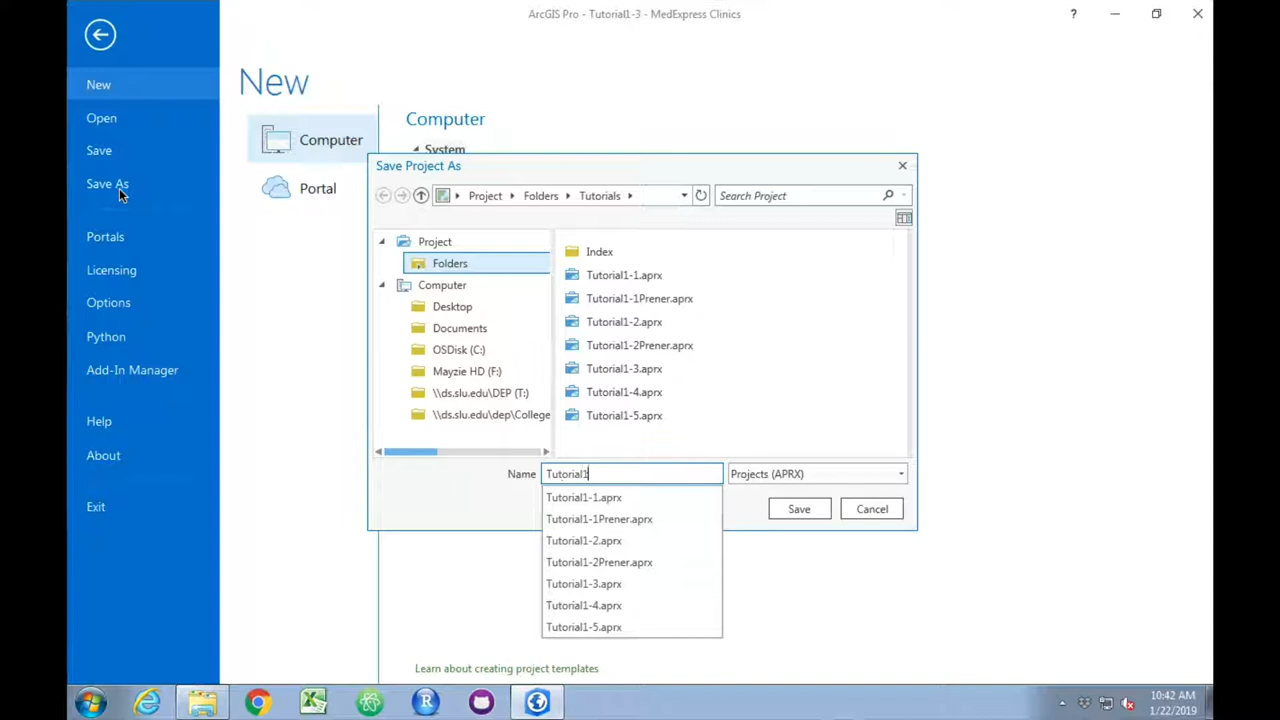 ArcGIS Pro - Tutorial1-3 - MedExpress Clinics
?
New
Open
Save
Save As
Portals
Licensing
Options
Python
Add-In Manager
Help
About
Exit
New
Computer
Portal
Computer
System
Save Project As
Project
Folders
Tutorials
Search Project
Project
Folders
Computer
Desktop
Documents
OSDisk (C:)
Mayzie HD (F:)
\\ds.slu.edu\DEP (T:)
\\ds.slu.edu\dep\College
Index
Tutorial1-1.aprx
Tutorial1-1Prener.aprx
Tutorial1-2.aprx
Tutorial1-2Prener.aprx
Tutorial1-3.aprx
Tutorial1-4.aprx
Tutorial1-5.aprx
Name
Tutorial1
Projects (APRX)
Tutorial1-1.aprx
Tutorial1-1Prener.aprx
Tutorial1-2.aprx
Tutorial1-2Prener.aprx
Tutorial1-3.aprx
Tutorial1-4.aprx
Tutorial1-5.aprx
Save
Cancel
Learn about creating project templates
R
10:42 AM
1/22/2019